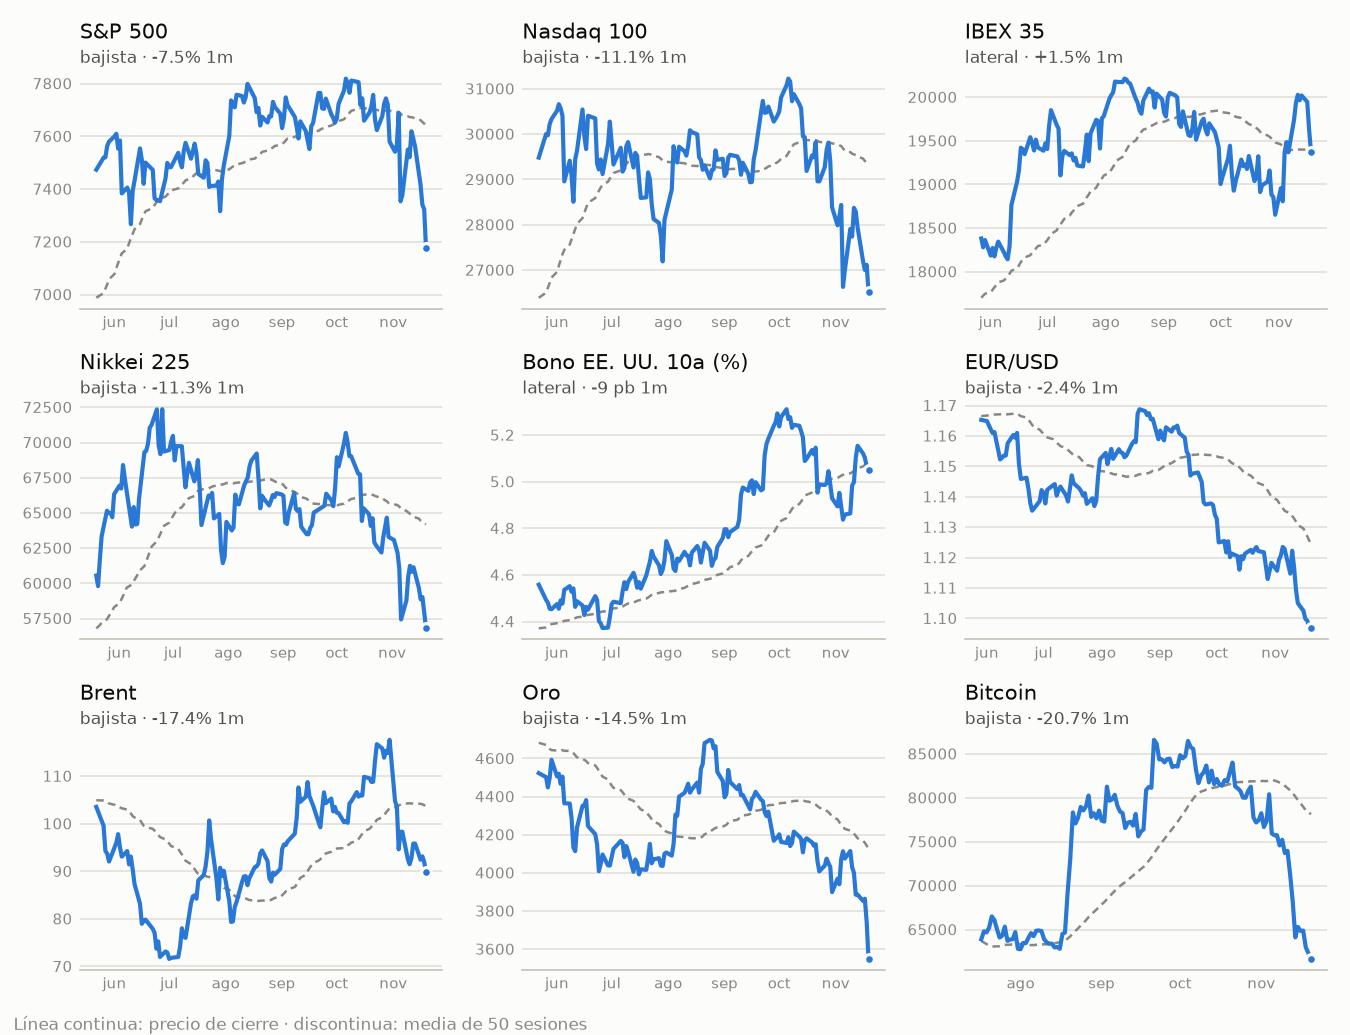 S&P 500
bajista · -7.5% 1m
7800
7600
7400
7200
7000
jun jul ago sep oct nov
Nasdaq 100
bajista · -11.1% 1m
31000
30000
29000
28000
27000
jun jul ago sep oct nov
IBEX 35
lateral · +1.5% 1m
20000
19500
19000
18500
18000
jun jul ago sep oct nov
Nikkei 225
bajista · -11.3% 1m
72500
70000
67500
65000
62500
60000
57500
jun jul ago sep oct nov
Bono EE. UU. 10a (%)
lateral · -9 pb 1m
5.2
5.0
4.8
4.6
4.4
jun jul ago sep oct nov
EUR/USD
bajista · -2.4% 1m
1.17
1.16
1.15
1.14
1.13
1.12
1.11
1.10
jun jul ago sep oct nov
Brent
bajista · -17.4% 1m
110
100
90
80
70
jun jul ago sep oct nov
Oro
bajista · -14.5% 1m
4600
4400
4200
4000
3800
3600
jun jul ago sep oct nov
Bitcoin
bajista · -20.7% 1m
85000
80000
75000
70000
65000
ago sep oct nov
Línea continua: precio de cierre · discontinua: media de 50 sesiones